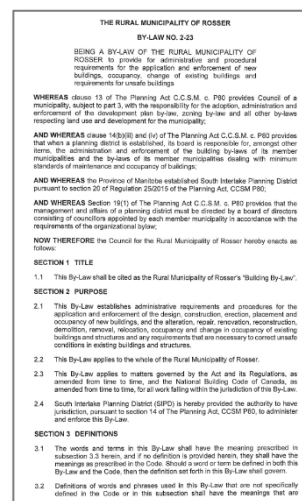 THE RURAL MUNICIPALITY OF ROSSER
BY-LAW NO. 2-23
BEING A BY-LAW OF THE RURAL MUNICIPALITY OF
ROSSER to provide for administrative and procedural
requirements for the application and enforcement of new
buildings, occupancy, change of existing buildings and
requirements for unsafe buildings
WHEREAS clause 13 of The Planning Act C.C.S.M. c. P80 provides Council of a
municipality, subject to part 3, with the responsibility for the adoption, administration and
enforcement of the development plan by-law, zoning by-law and all other by-laws
respecting land use and development for the municipality;
AND WHEREAS clause 14(b)(iii) and (iv) of The Planning Act C.C.S.M. c. P80 provides
that when a planning district is established, its board is responsible for, amongst other
items, the administration and enforcement of the building by-laws of its member
municipalities and the by-laws of its member municipalities dealing with minimum
standards of maintenance and occupancy of buildings;
AND WHEREAS the Province of Manitoba established South Interlake Planning District
pursuant to section 20 of Regulation 25/2015 of the Planning Act, CCSM P80;
AND WHEREAS Section 19(1) of The Planning Act C.C.S.M. c. P80 provides that the
management and affairs of a planning district must be directed by a board of directors
consisting of councillors appointed by each member municipality in accordance with the
requirements of the organizational bylaw;
NOW THEREFORE the Council for the Rural Municipality of Rosser hereby enacts as
follows:
SECTION 1 TITLE
1.1 This By-Law shall be cited as the Rural Municipality of Rosser's "Building By-Law".
SECTION 2 PURPOSE
2.1 This By-Law establishes administrative requirements and procedures for the
application and enforcement of the design, construction, erection, placement and
occupancy of new buildings, and the alteration, repair, renovation, reconstruction,
demolition, removal, relocation, occupancy and change in occupancy of existing
buildings and structures and any requirements that are necessary to correct unsafe
conditions in existing buildings and structures.
2.2 This By-Law applies to the whole of the Rural Municipality of Rosser.
2.3 This By-Law applies to matters governed by the Act and its Regulations, as
amended from time to time, and the National Building Code of Canada, as
amended from time to time, for all work falling within the jurisdiction of this By-Law.
2.4 South Interlake Planning District (SIPD) is hereby provided the authority to have
jurisdiction, pursuant to section 14 of The Planning Act, CCSM P80, to administer
and enforce this By-Law.
SECTION 3 DEFINITIONS
3.1 The words and terms in this By-Law shall have the meaning prescribed in
subsection 3.3 herein, and if no definition is provided herein, they shall have the
meanings as prescribed in the Code. Should a word or term be defined in both this
By-Law and the Code, then the definition set forth in this By-Law shall govern.
3.2 Definitions of words and phrases used in this By-Law that are not specifically
defined in the Code or in this subsection shall have the meanings that are